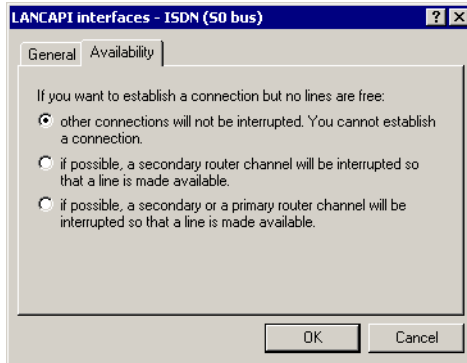 LANCAPI interfaces - ISDN (S0 bus)
General Availability
If you want to establish a connection but no lines are free:
other connections will not be interrupted. You cannot establish
a connection.
if possible, a secondary router channel will be interrupted so
that a line is made available.
if possible, a secondary or a primary router channel will be
interrupted so that a line is made available.
OK Cancel